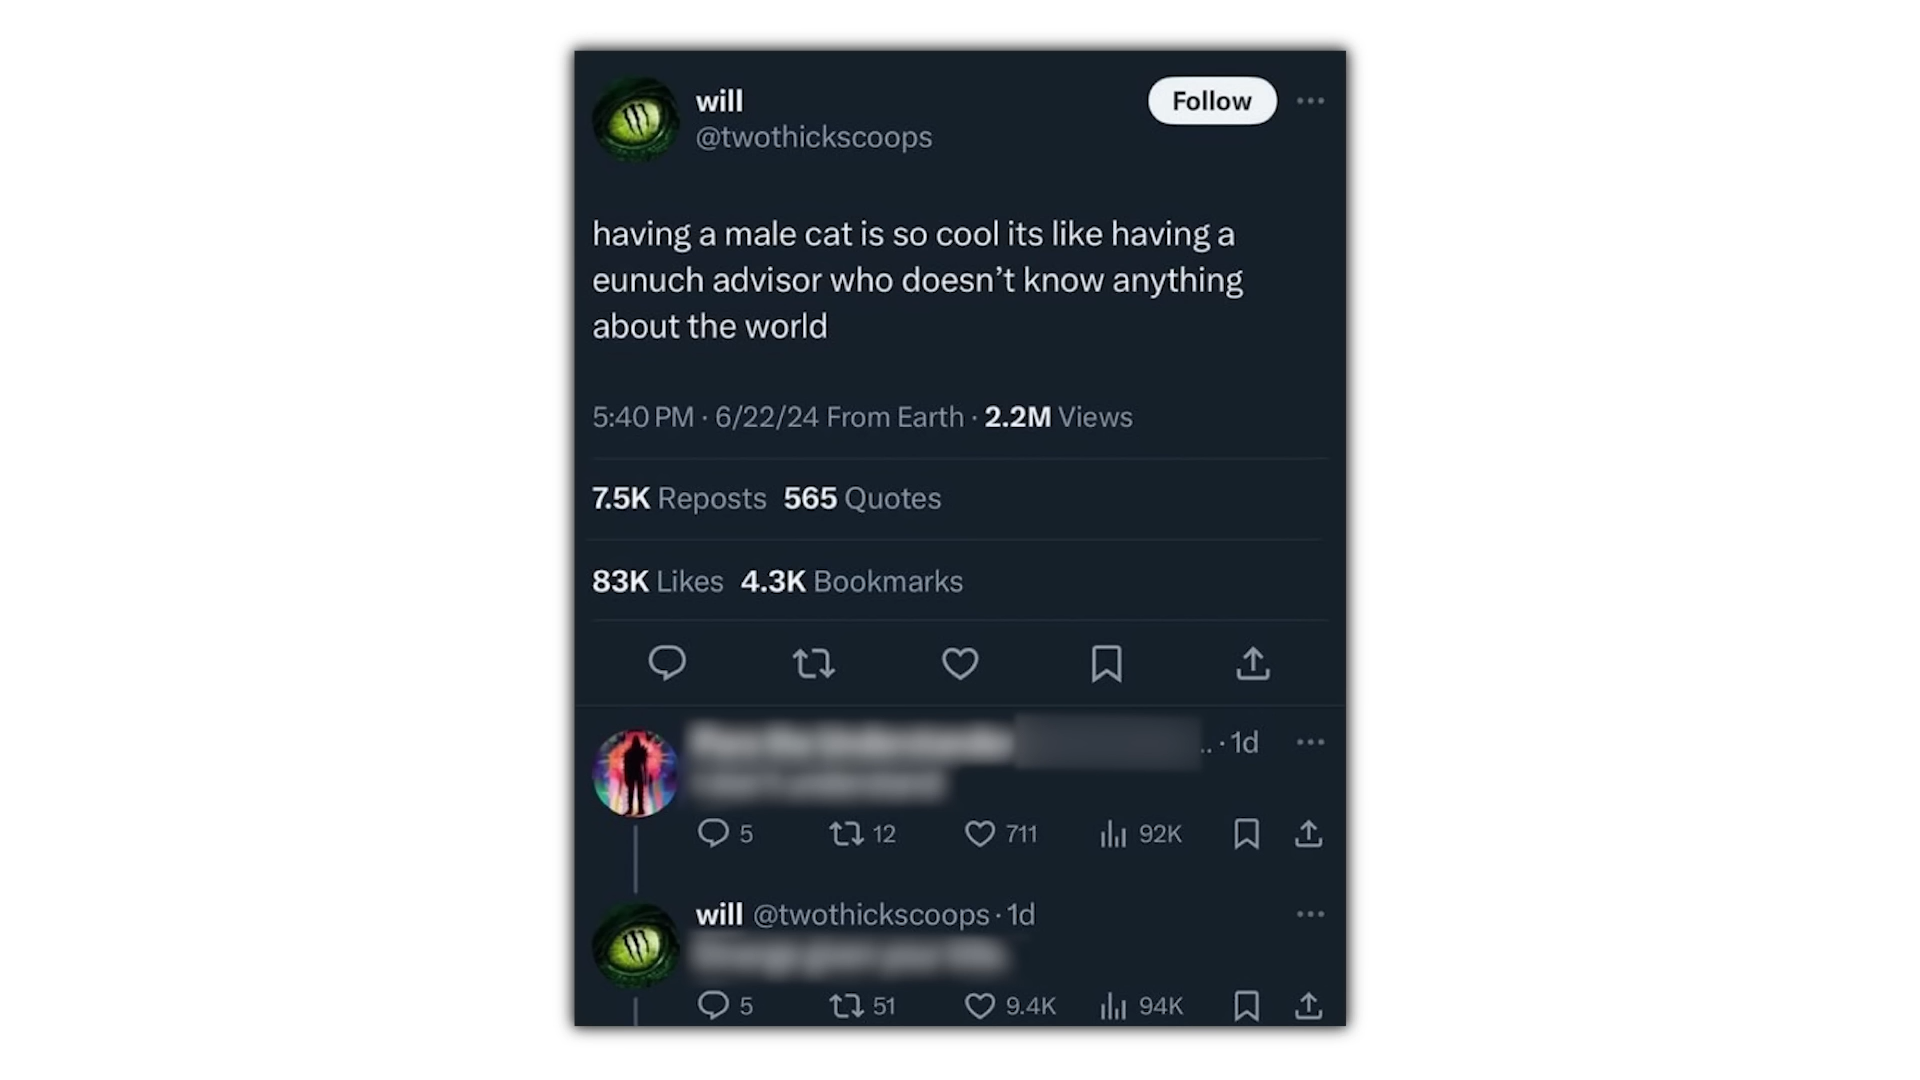 will
@twothickscoops
Follow
having a male cat is so cool its like having a
eunuch advisor who doesn’t know anything
about the world
5:40 PM · 6/22/24 From Earth · 2.2M Views
7.5K Reposts 565 Quotes
83K Likes 4.3K Bookmarks
.. · 1d
5 12 711 92K
will @twothickscoops · 1d
5 51 9.4K 94K